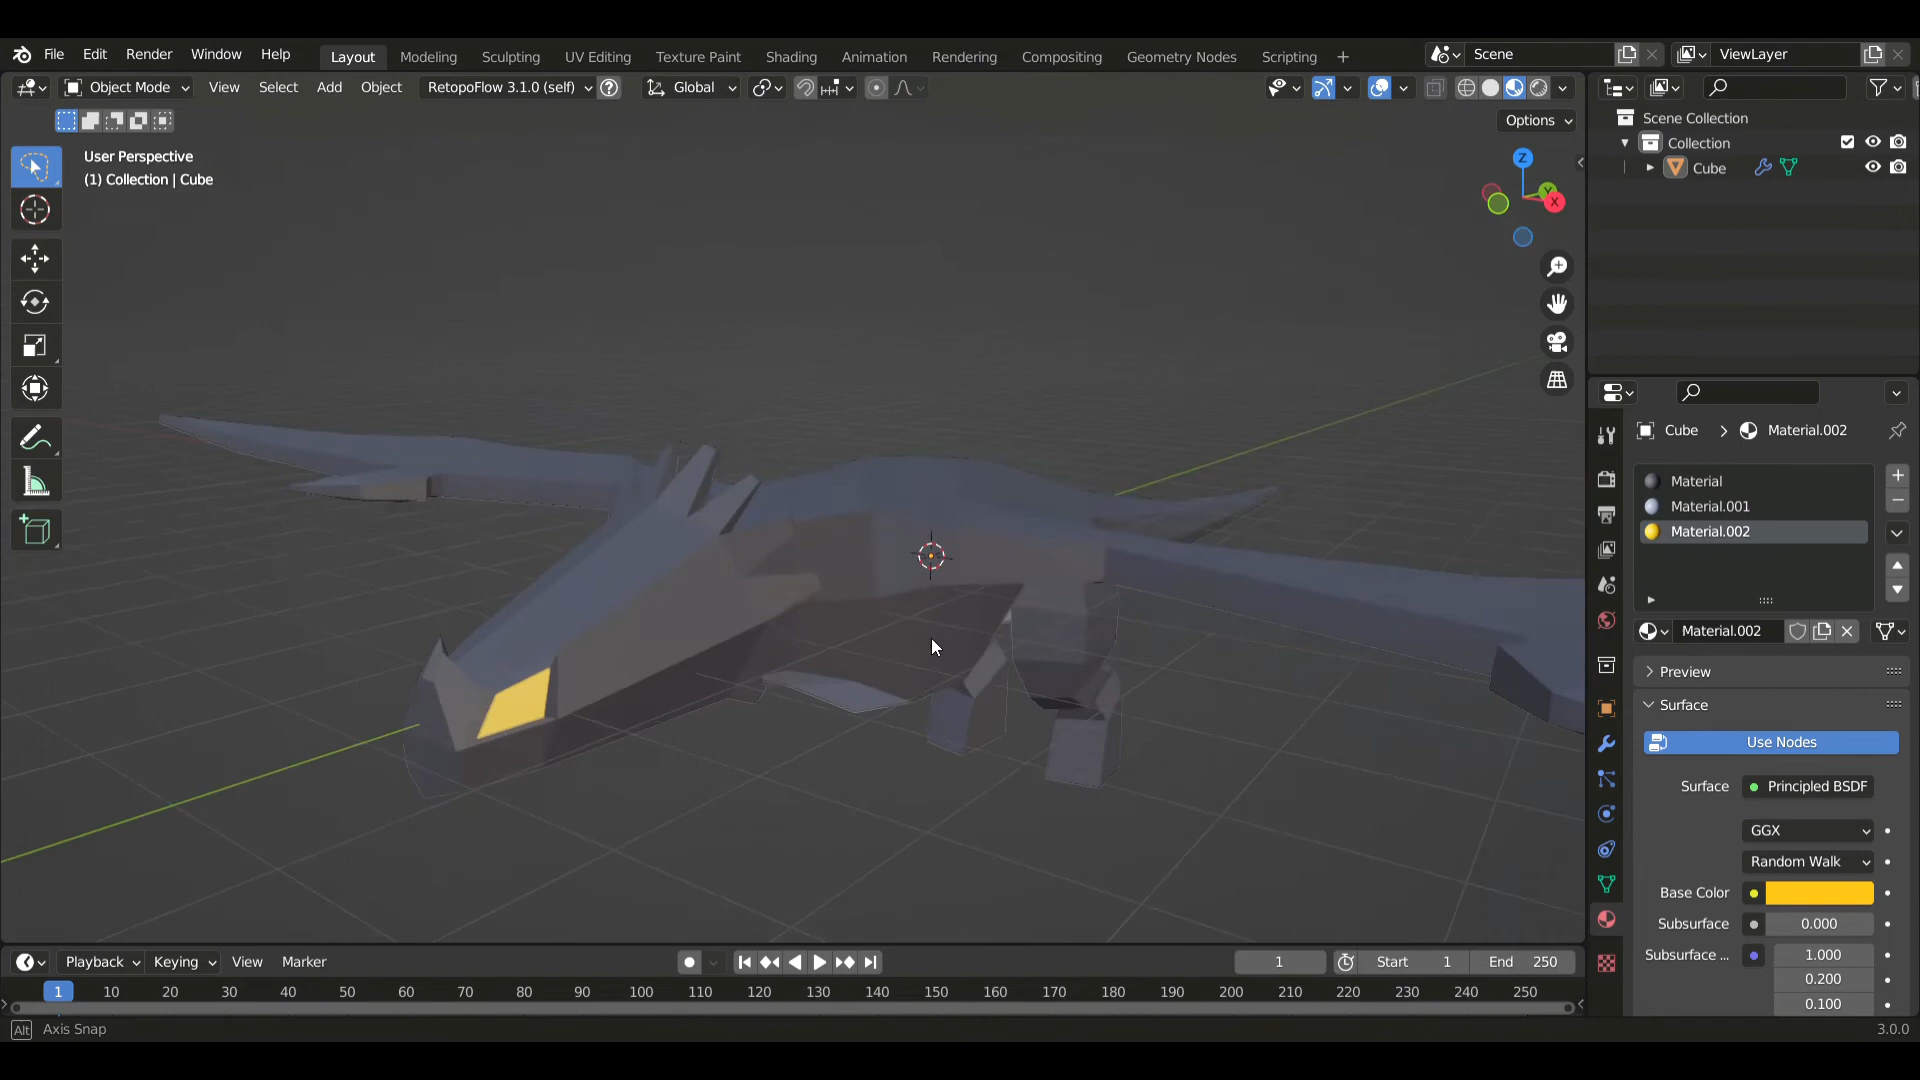 File Edit Render Window Help Layout Modeling Sculpting UV Editing Texture Paint Shading Animation Rendering Compositing Geometry Nodes Scripting + Scene ViewLayer
Object Mode View Select Add Object RetopoFlow 3.1.0 (self) Global
Options
User Perspective
(1) Collection | Cube
Z
Y
X
Scene Collection
Collection
Cube
Cube > Material.002
Material
Material.001
Material.002
Material.002
Preview
Surface
Use Nodes
Surface Principled BSDF
GGX
Random Walk
Base Color
Subsurface 0.000
Subsurface ... 1.000
0.200
0.100
Playback Keying View Marker 1 Start 1 End 250
1 10 20 30 40 50 60 70 80 90 100 110 120 130 140 150 160 170 180 190 200 210 220 230 240 250
Alt Axis Snap 3.0.0